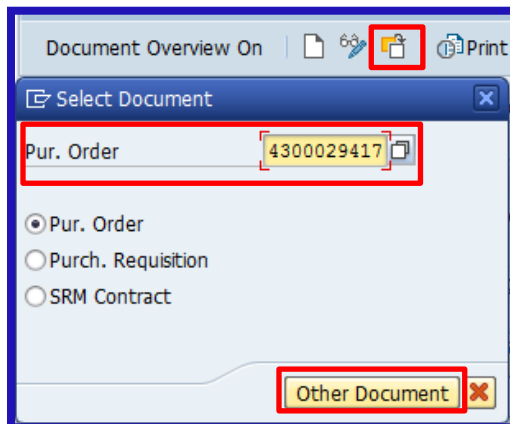 Document Overview On Print
Select Document
Pur. Order 4300029417
Pur. Order
Purch. Requisition
SRM Contract
Other Document